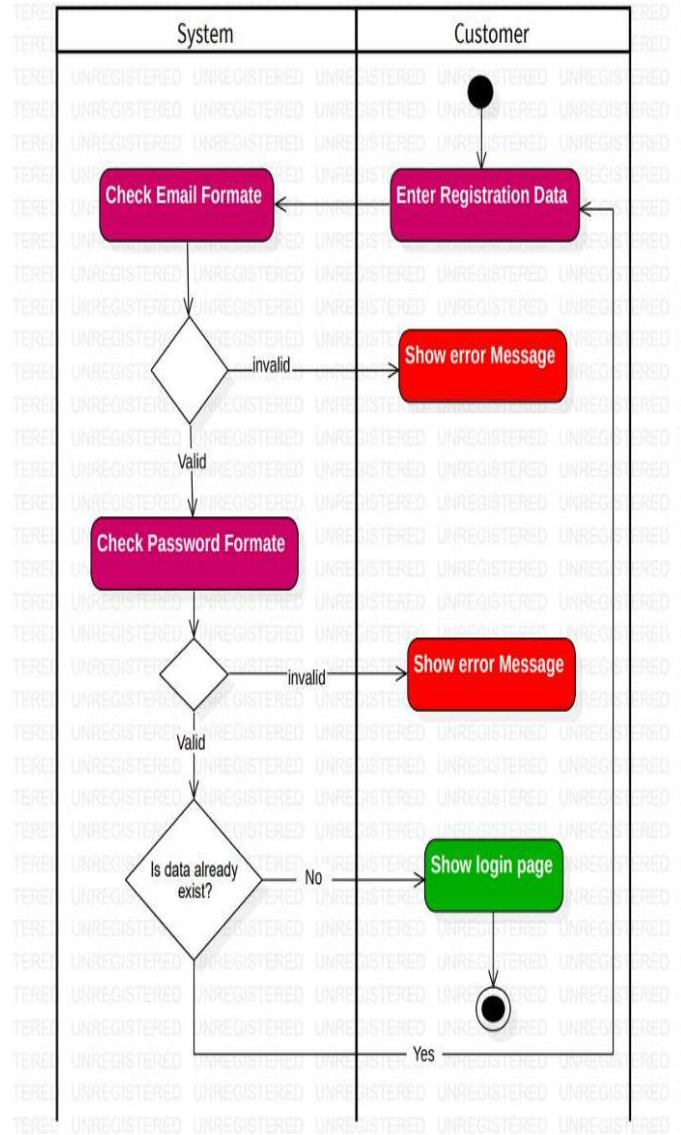 System
Customer
Enter Registration Data
Check Email Formate
invalid
Show error Message
Valid
Check Password Formate
invalid
Show error Message
Valid
Is data already
exist?
No
Show login page
Yes
UNREGISTERED